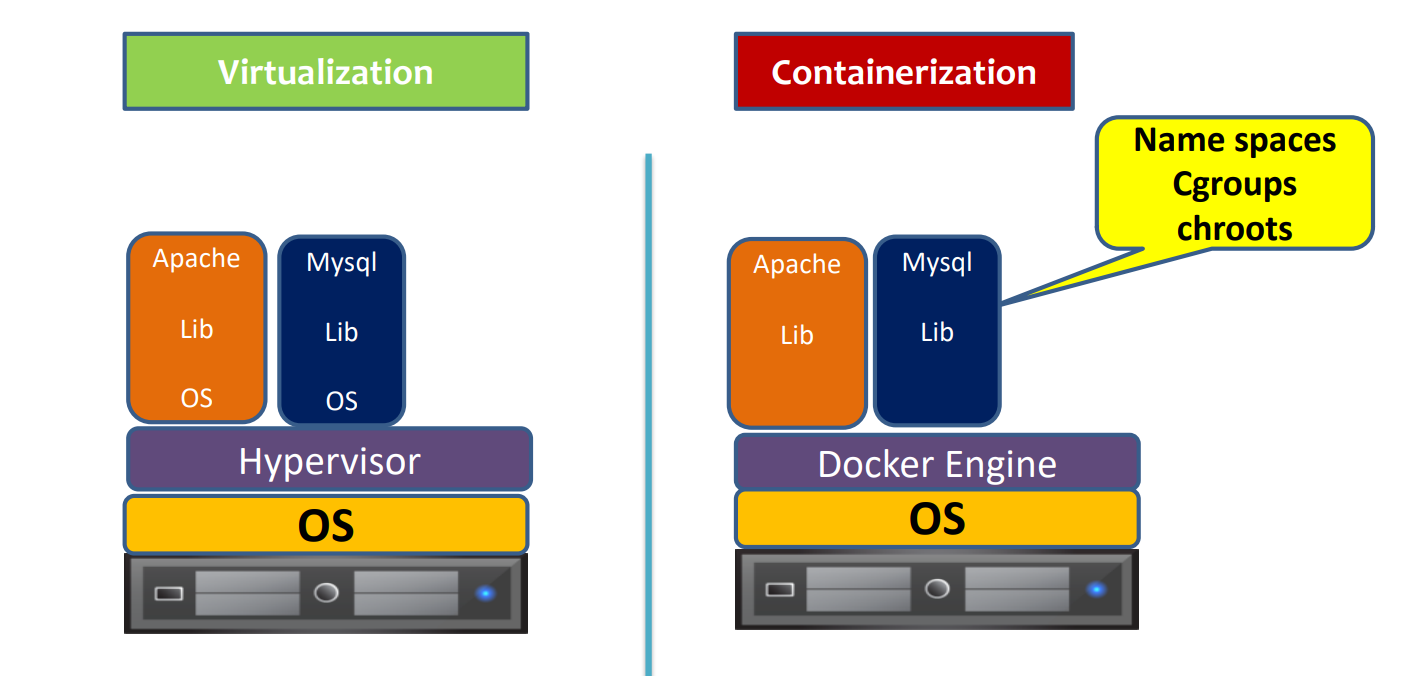 Virtualization
Apache
Lib
OS
Mysql
Lib
OS
Hypervisor
OS
Containerization
Name spaces
Cgroups
chroots
Apache
Lib
Mysql
Lib
Docker Engine
OS